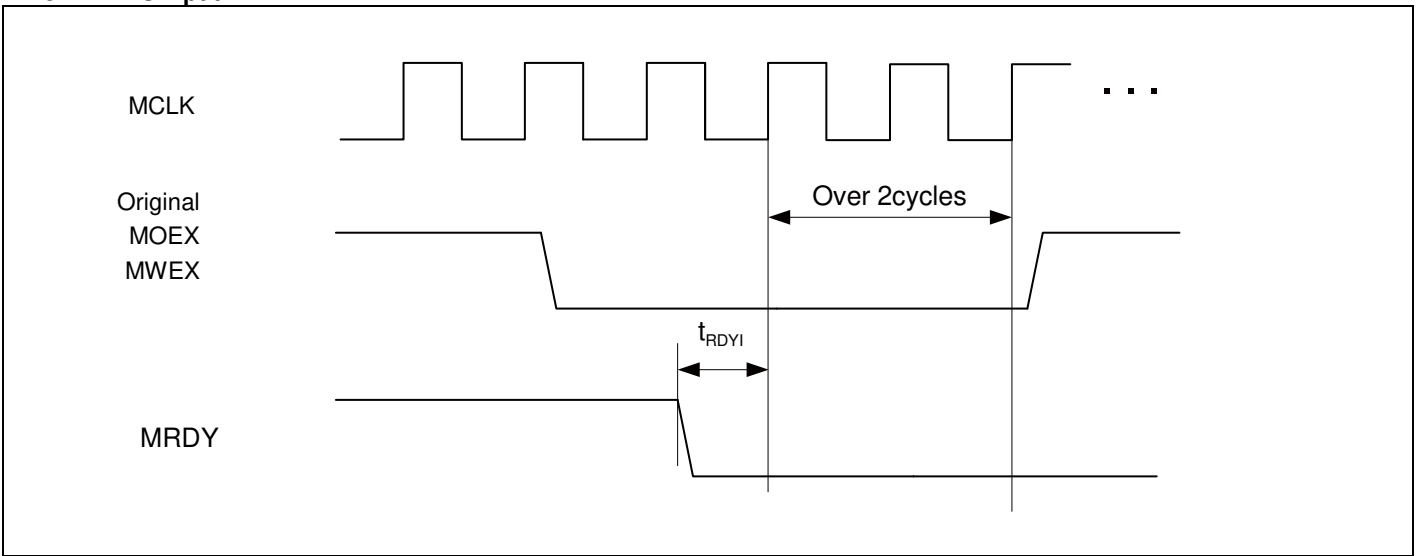 MCLK
Original
MOEX
MWEX
Over 2cycles
tRDYI
MRDY